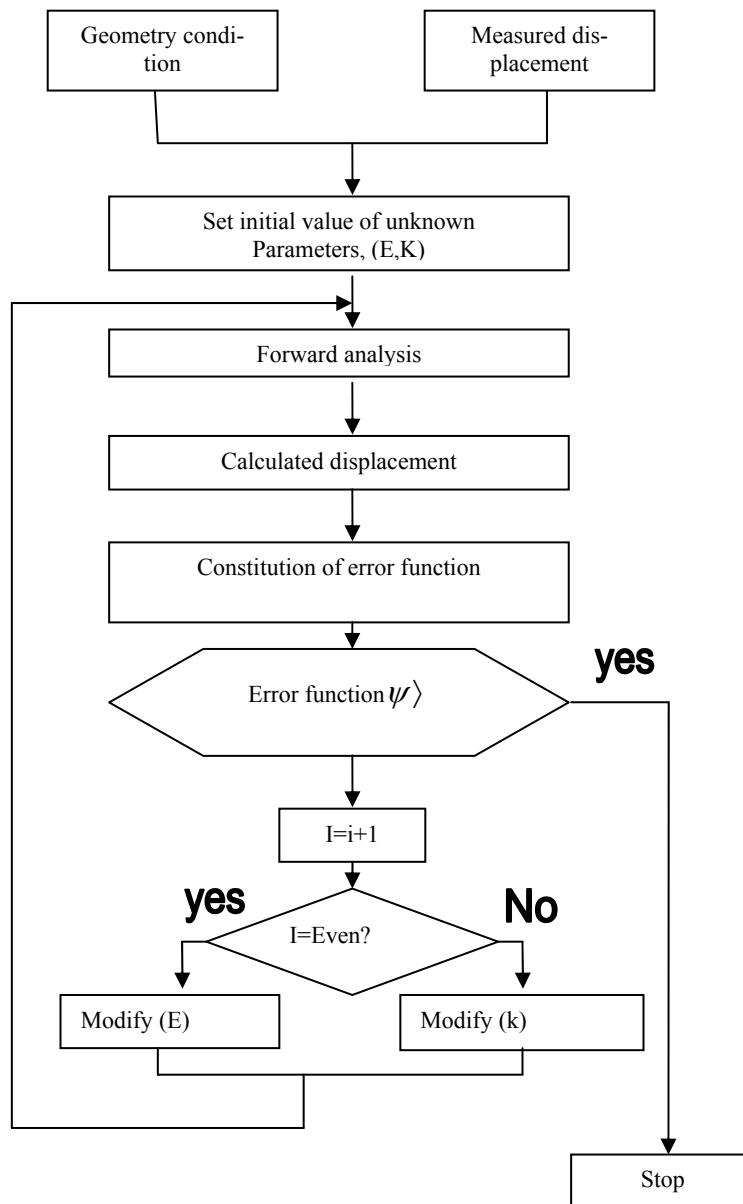 Geometry condi-
tion
Measured dis-
placement
Set initial value of unknown
Parameters, (E,K)
Forward analysis
Calculated displacement
Constitution of error function
Error function ψ⟩
yes
I=i+1
yes
No
I=Even?
Modify (E)
Modify (k)
Stop